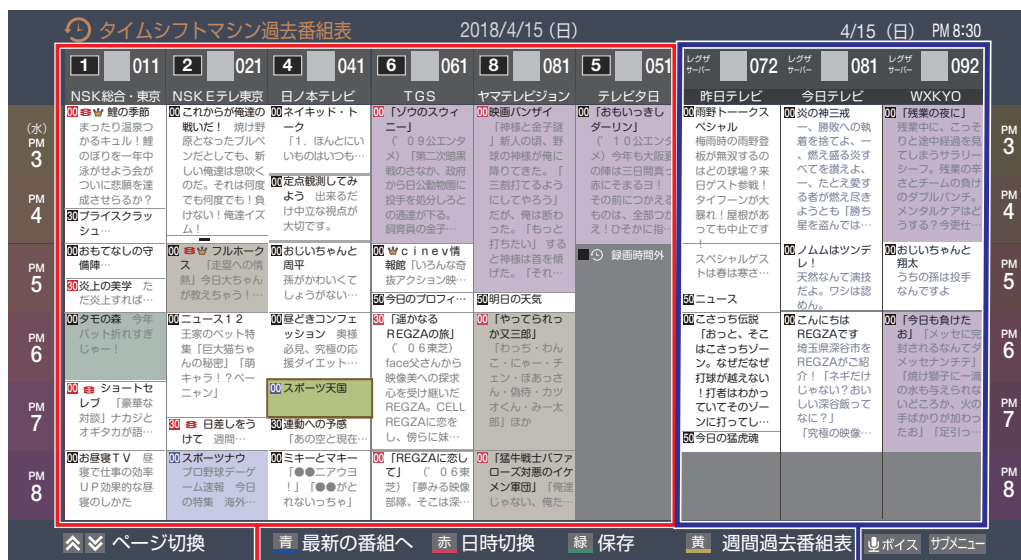 タイムシフトマシン過去番組表 2018/4/15 (日) 4/15 (日) PM 8:30
1 011 2 021 4 041 6 061 8 081 5 051 レグザサーバー 072 レグザサーバー 081 レグザサーバー 092
NSK総合・東京 NSKEテレ東京 日ノ本テレビ TGS ヤマテレビジョン テレビ夕日 昨日テレビ 今日テレビ WXKYO
(水)
PM
3
PM
4
PM
5
PM
6
PM
7
PM
8
00 鯉の季節
まったり温泉つ
かるキュル!鯉
のぼりを一年中
泳がせよう会が
ついに悲願を達
成させらるか?
30 プライスクラッ
シュ…
00 おもてなしの守
備陣…
30 炎上の美学 た
だ炎上すれば…
00 タモの森 今年
バット折れすぎ
じゃー!
00 ショートセ
レブ 「豪華な
対談」ナカジと
オギタカが語…
00 お昼寝TV 昼
寝で仕事の効率
UP効果的な昼
寝のしかた
00 これからが俺達の
戦いだ! 焼け野
原となったブルペ
ンだとしても、新
しい俺達は息吹く
のだ。それは何度
でも何度でも!負
けない!俺達イズ
ム!
00 フルホーク
ス 「走塁への情
熱」今日大ちゃん
が教えちゃう!…
00 ニュース12
王家のペット特
集「巨大猫ちゃ
んの秘密」「萌
キャラ!?ペー
ニャン」
30 日差しをう
けて 週間…
00 スポーツナウ
プロ野球デーゲ
ーム速報 今日
の特集 海外…
00 ネイキッド・ト
ーク
「1.ほんとにい
いものはいつも…
00 定点観測してみ
よう 出来るだ
け中立な視点が
大切です。
00 おじいちゃんと
周平
孫がかわいくて
しょうがない…
00 昼どきコンフェ
ッション 奥様
必見、究極の応
援ダイエット…
00 スポーツ天国
30 連動への予感
「あの空と現在…
00 ミキーとマキー
「●●ニアウヨ
!」「●●がと
れないっちゃ」
00 「ゾウのスウィ
ニー」
(’09公インタ
メ)「第二次暗黒
戦のさなか、政府
から日公動物園に
投手を処分しろと
の通達が下る。
飼育員の金子…
00 cinev情
報館「いろんな奇
抜アクション映…
50 今日のプロフィ…
30 「遥かなる
REGZAの旅」
(’06東芝)
face父さんから
映像美への探求
心を受け継いだ
REGZA。CELL
REGZAに恋を
し、傍らに妹…
00 「REGZAに恋し
て」 (’06東
芝)「夢みる映像
部隊、そこは深…
00 映画バンザイ
「神様と金子謎
」新人の頃、野
球の神様が俺に
降りてきた。「
三割打てるよう
にしてやろう」
だが、俺は断わ
った。「もっと
打ちたい」する
と神様は首を傾
げた。「それ…
50 明日の天気
00 「やってられっ
か又三郎」
「わっち・わん
こ・にゃー・チ
ェン・ほあっさ
ん・偽侍・カツ
オくん・みー太
郎」ほか
00 「猛牛戦士バファ
ローズ対悪のイケ
メン軍団」「俺達
じゃない、俺た…
00 「おもいっきし
ダーリン」
(’10公エンタ
メ)今年も大阪夏
の陣は三日間真っ
赤にそまるヨ!
その前につかえる
ものは、全部つか
え!ひそかに指…
録画時間外
00 雨野トークス
ペシャル
梅雨時の雨野登
板が無双するの
はどの球場?来
日ゲスト参戦!
タイフーンが大
暴れ!屋根があ
っても中止です
!
スペシャルゲス
トは春は寒さ…
50 ニュース
00 こさっち伝説
「おっと、そこ
はこさっちゾー
ン。なぜだなぜ
打球が越えない
!打者はわかっ
ていてそのゾー
ンに打ってし…
50 今日の猛虎魂
00 炎の神三戒
一、勝敗への執
着を捨てよ、一
、燃え盛る炎す
べてを讃えよ、
一、たとえ愛す
る者が燃え尽き
ようとも「勝ち
星を盗んでは…
00 ノムムはツンデ
レ!
天然なんて演技
だよ。ワシは認
めん。
00 こんにちは
REGZAです
埼玉県深谷市を
REGZAがご紹
介!「ネギだけ
じゃない?おい
しい深谷飯って
なに?」
「究極の映像…
00 「残業の夜に」
残業中に、こっそ
りと途中経過を見
てしまうサラリー
シーフ。残業の辛
さとチームの負け
のダブルパンチ。
メンタルケアはど
うする?今更仕…
00 おじいちゃんと
翔太
うちの孫は投手
なんですよ
00 「今日も負けた
お」「メッセに完
封されるなんてダ
メッセナンチテ」
「焼け獅子に一滴
の水も与えられな
いどころか、火の
手ばかりが加わっ
たお」「足引っ…
PM
3
PM
4
PM
5
PM
6
PM
7
PM
8
ページ切換 青 最新の番組へ 赤 日時切換 緑 保存 黄 週間過去番組表 ボイス サブメニュー